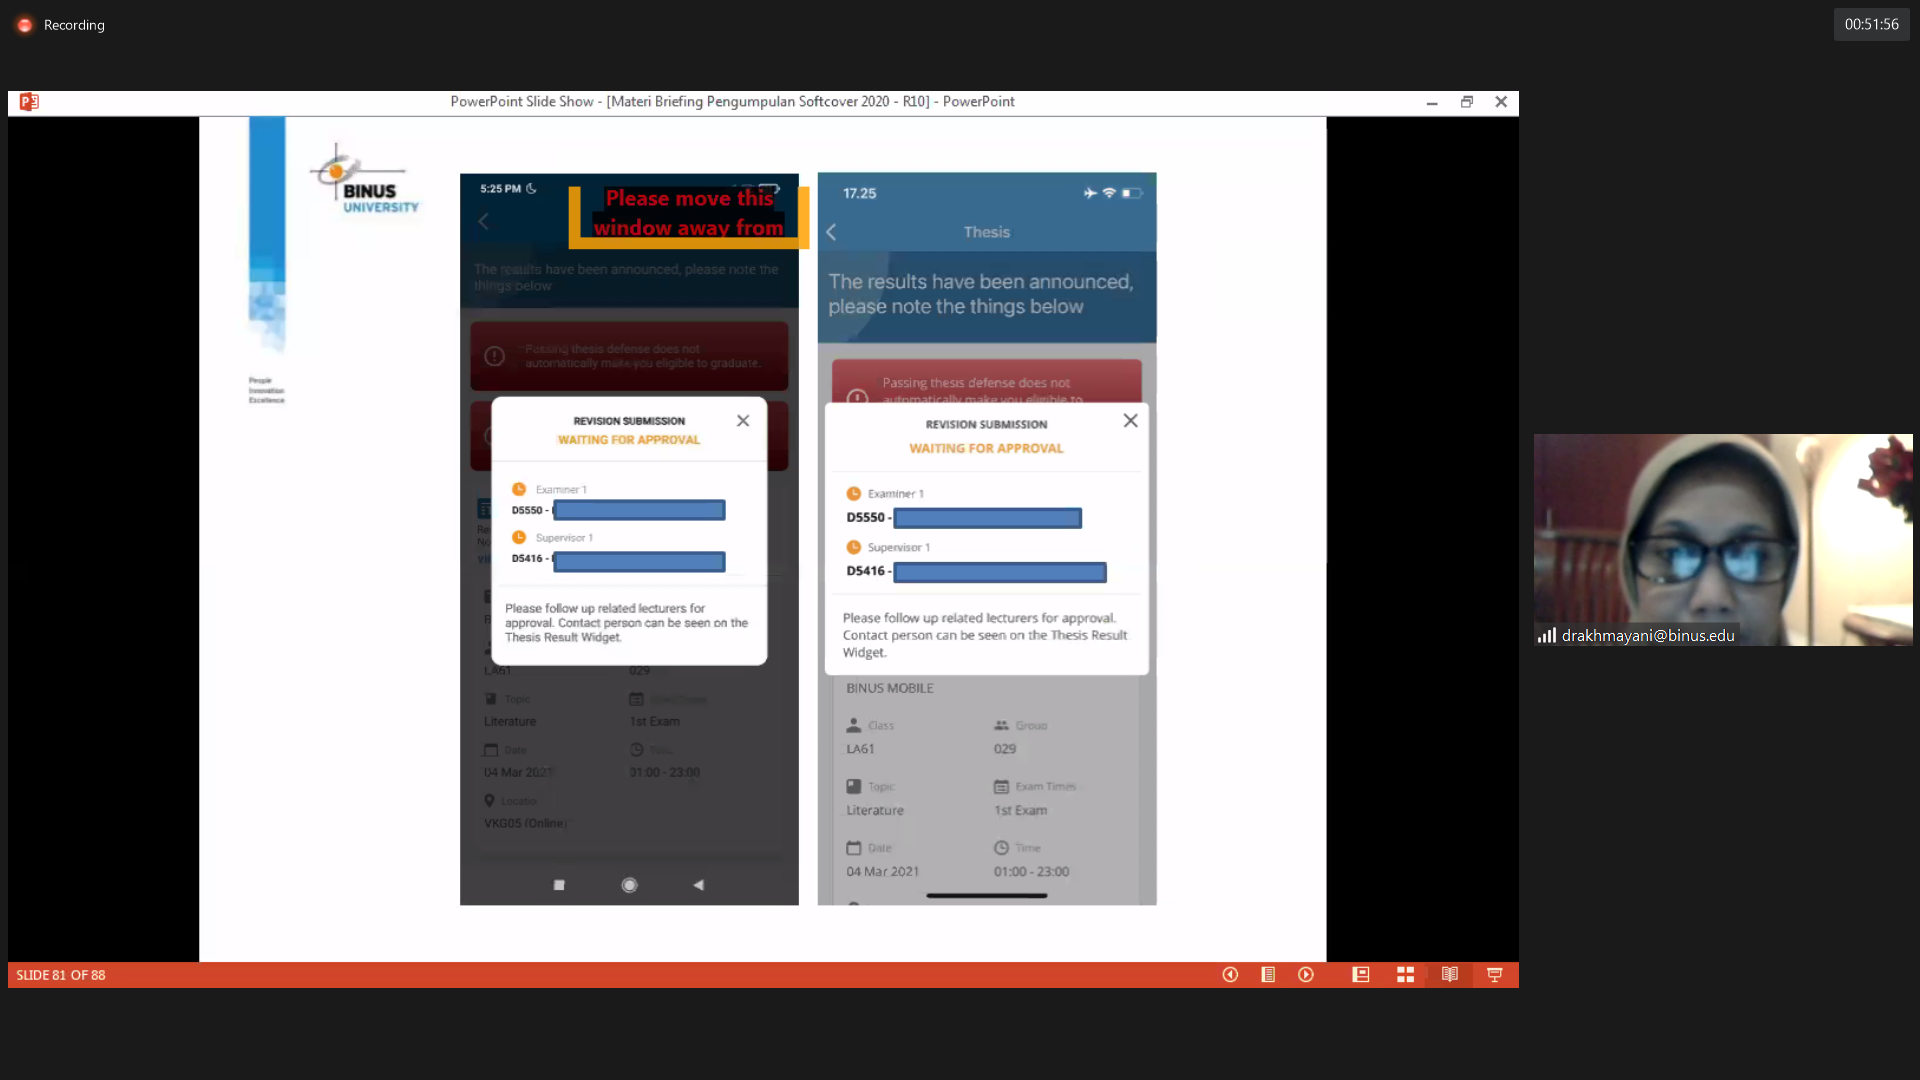 Recording
00:51:56
PowerPoint Slide Show - [Materi Briefing Pengumpulan Softcover 2020 - R10] - PowerPoint
BINUS
UNIVERSITY
People
Innovation
Excellence
5:25 PM
Please move this
window away from
The results have been announced, please note the
things below
Passing thesis defense does not
automatically make you eligible to graduate.
REVISION SUBMISSION
WAITING FOR APPROVAL
Examiner 1
D5550 -
Supervisor 1
D5416 -
Please follow up related lecturers for
approval. Contact person can be seen on the
Thesis Result Widget.
LA61
029
Topic
Literature
1st Exam
Date
04 Mar 2021
01:00 - 23:00
Location
VKG05 (Online)
17.25
Thesis
The results have been announced,
please note the things below
Passing thesis defense does not
automatically make you eligible to
REVISION SUBMISSION
WAITING FOR APPROVAL
Examiner 1
D5550 -
Supervisor 1
D5416 -
Please follow up related lecturers for approval.
Contact person can be seen on the Thesis Result
Widget.
BINUS MOBILE
Class
Group
LA61
029
Topic
Exam Times
Literature
1st Exam
Date
Time
04 Mar 2021
01:00 - 23:00
drakhmayani@binus.edu
SLIDE 81 OF 88